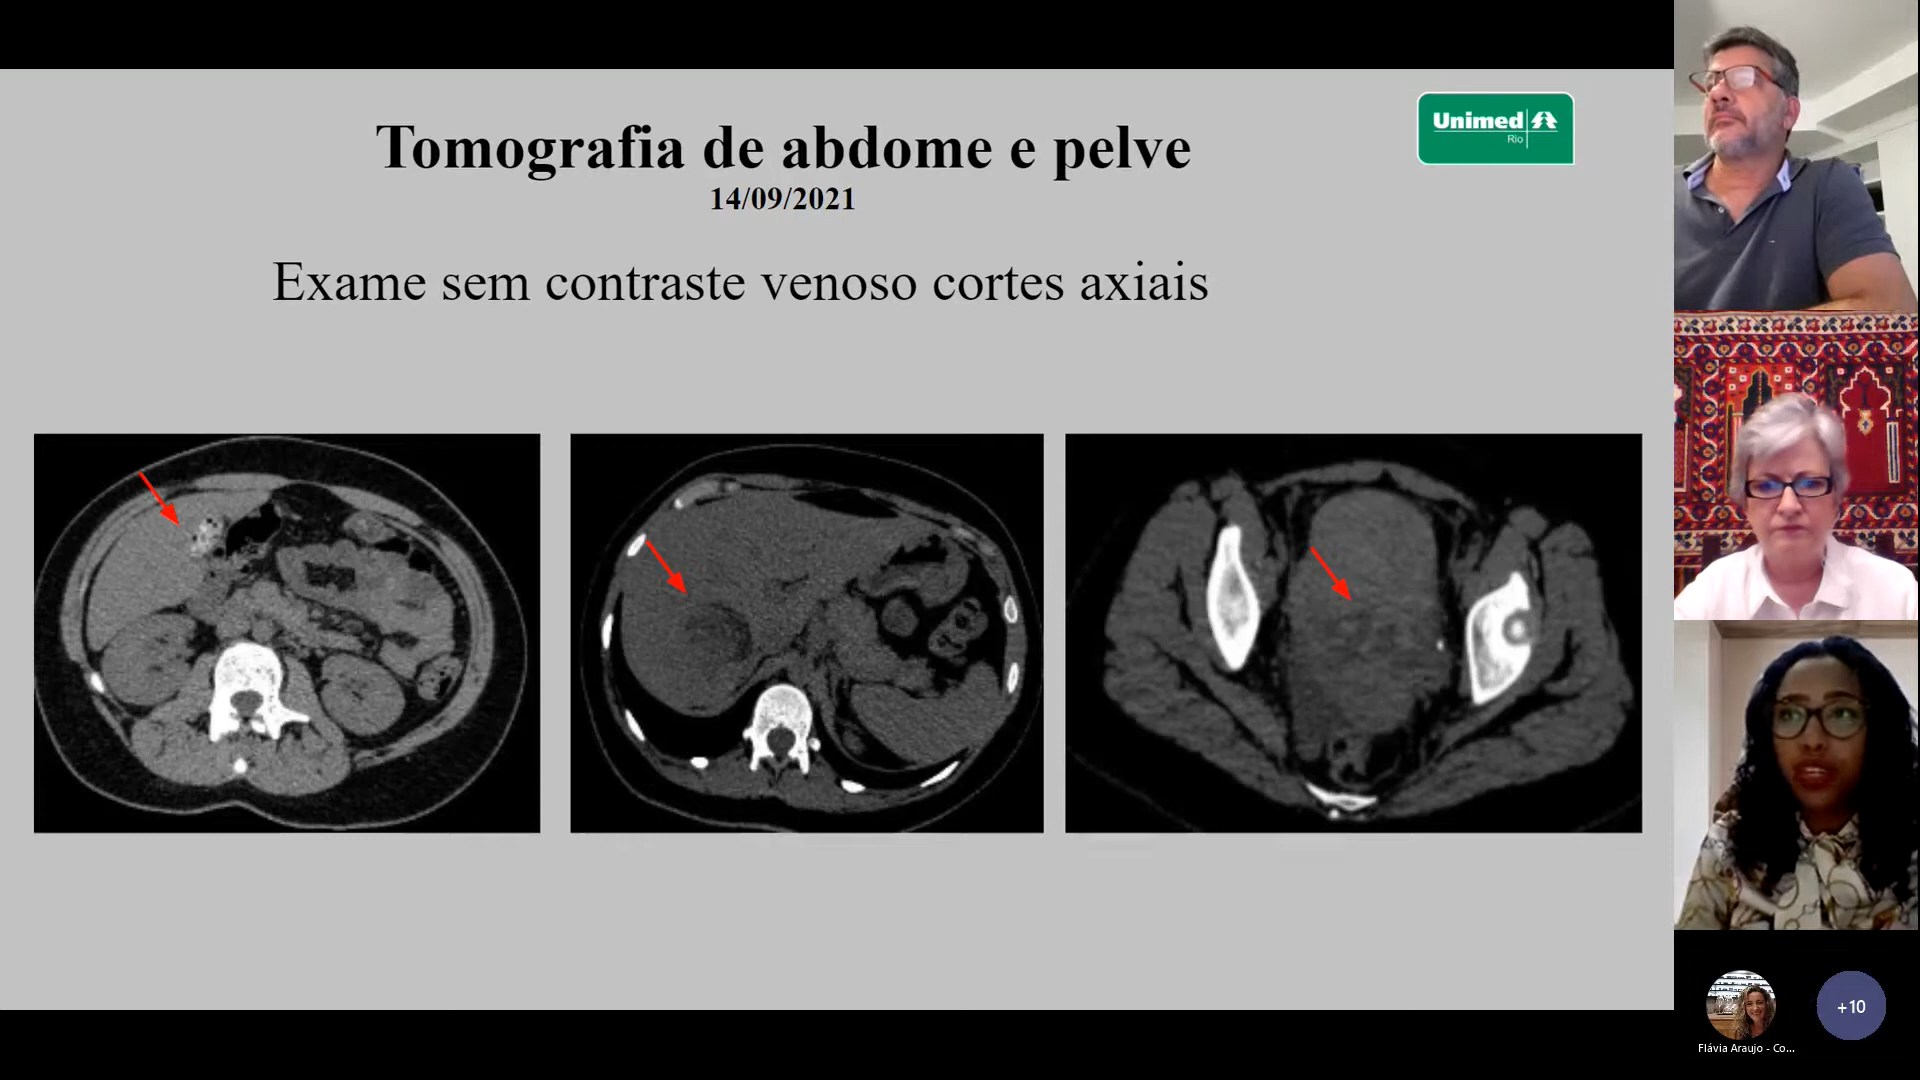 Tomografia de abdome e pelve
14/09/2021
Unimed
Rio
Exame sem contraste venoso cortes axiais
+10
Flávia Araujo - Co...